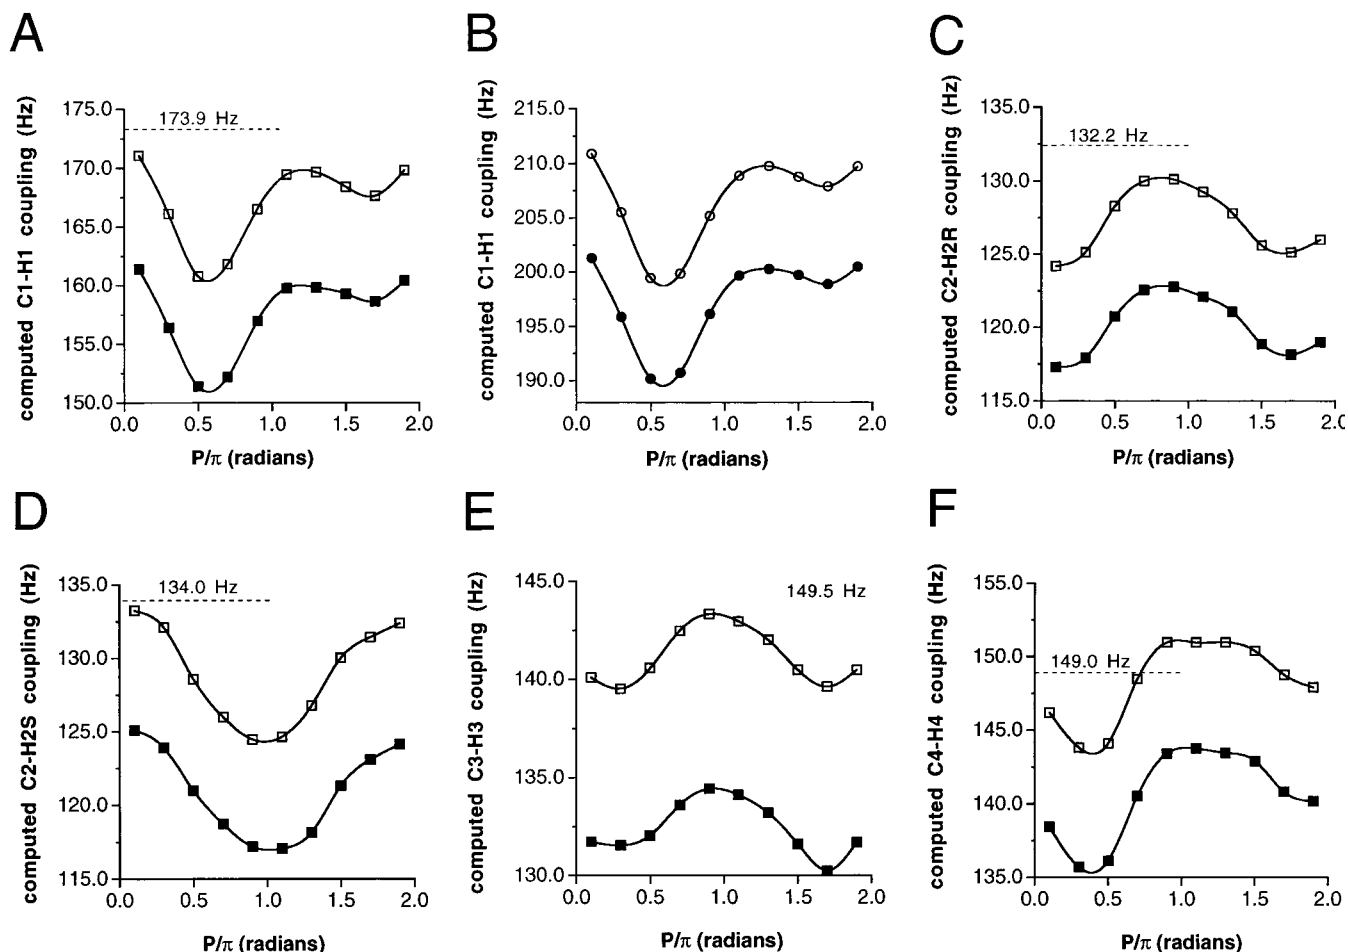 A
computed C1-H1 coupling (Hz)
175.0
170.0
165.0
160.0
155.0
150.0
173.9 Hz
0.0 0.5 1.0 1.5 2.0
P/π (radians)
B
computed C1-H1 coupling (Hz)
215.0
210.0
205.0
200.0
195.0
190.0
0.0 0.5 1.0 1.5 2.0
P/π (radians)
C
computed C2-H2R coupling (Hz)
135.0
130.0
125.0
120.0
115.0
132.2 Hz
0.0 0.5 1.0 1.5 2.0
P/π (radians)
D
computed C2-H2S coupling (Hz)
135.0
130.0
125.0
120.0
115.0
134.0 Hz
0.0 0.5 1.0 1.5 2.0
P/π (radians)
E
computed C3-H3 coupling (Hz)
145.0
140.0
135.0
130.0
149.5 Hz
0.0 0.5 1.0 1.5 2.0
P/π (radians)
F
computed C4-H4 coupling (Hz)
155.0
150.0
145.0
140.0
135.0
149.0 Hz
0.0 0.5 1.0 1.5 2.0
P/π (radians)